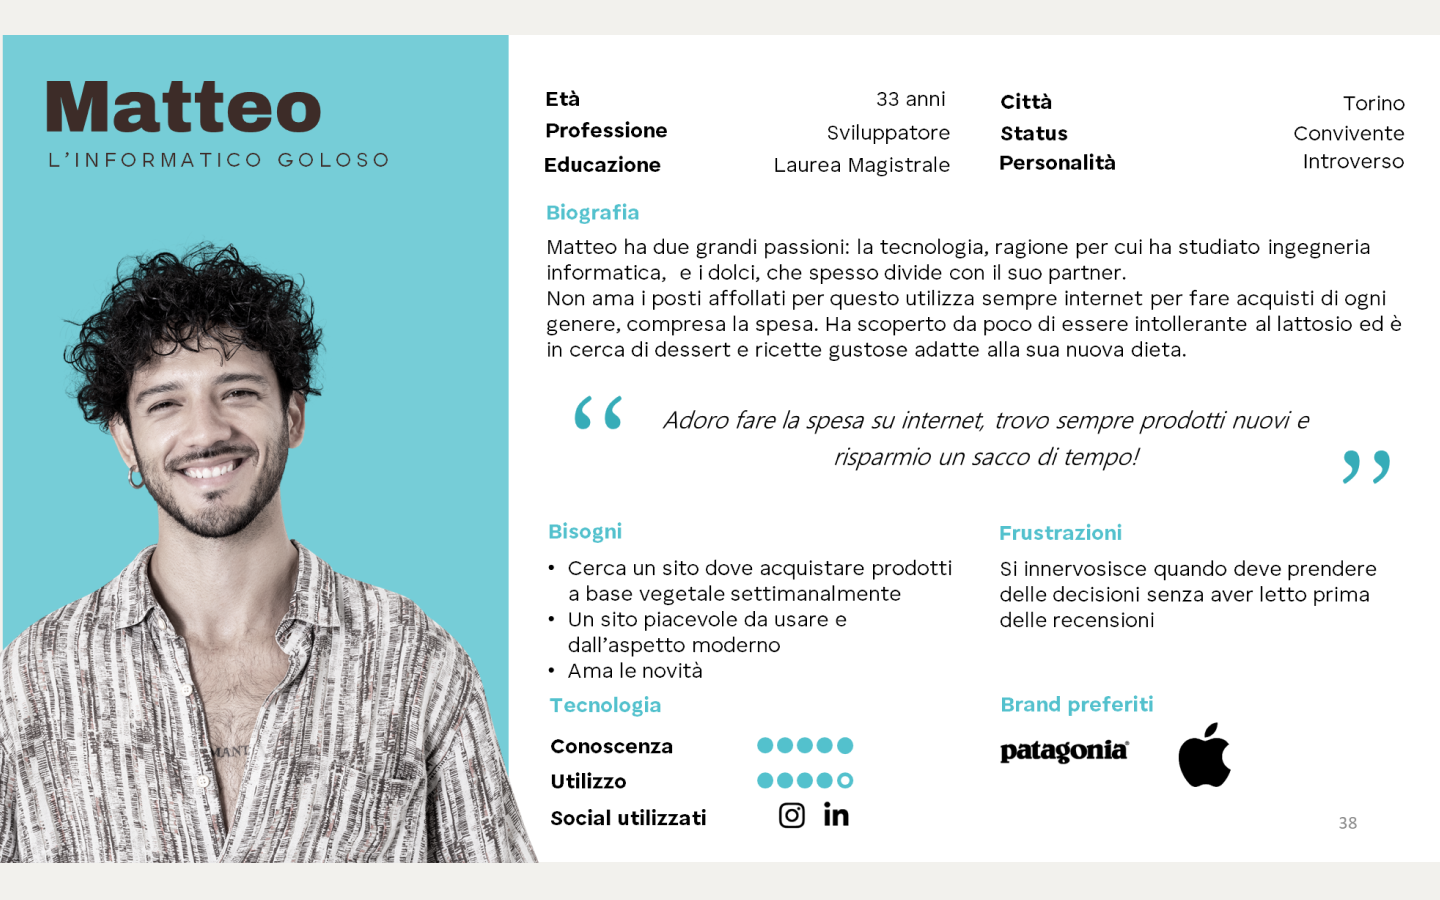 Matteo
L'INFORMATICO GOLOSO
Età 33 anni
Professione Sviluppatore
Educazione Laurea Magistrale
Città Torino
Status Convivente
Personalità Introverso
Biografia
Matteo ha due grandi passioni: la tecnologia, ragione per cui ha studiato ingegneria
informatica, e i dolci, che spesso divide con il suo partner.
Non ama i posti affollati per questo utilizza sempre internet per fare acquisti di ogni
genere, compresa la spesa. Ha scoperto da poco di essere intollerante al lattosio ed è
in cerca di dessert e ricette gustose adatte alla sua nuova dieta.
“ Adoro fare la spesa su internet, trovo sempre prodotti nuovi e
risparmio un sacco di tempo! ”
Bisogni
• Cerca un sito dove acquistare prodotti
a base vegetale settimanalmente
• Un sito piacevole da usare e
dall'aspetto moderno
• Ama le novità
Frustrazioni
Si innervosisce quando deve prendere
delle decisioni senza aver letto prima
delle recensioni
Tecnologia
Conoscenza
Utilizzo
Social utilizzati in
Brand preferiti
patagonia®
38